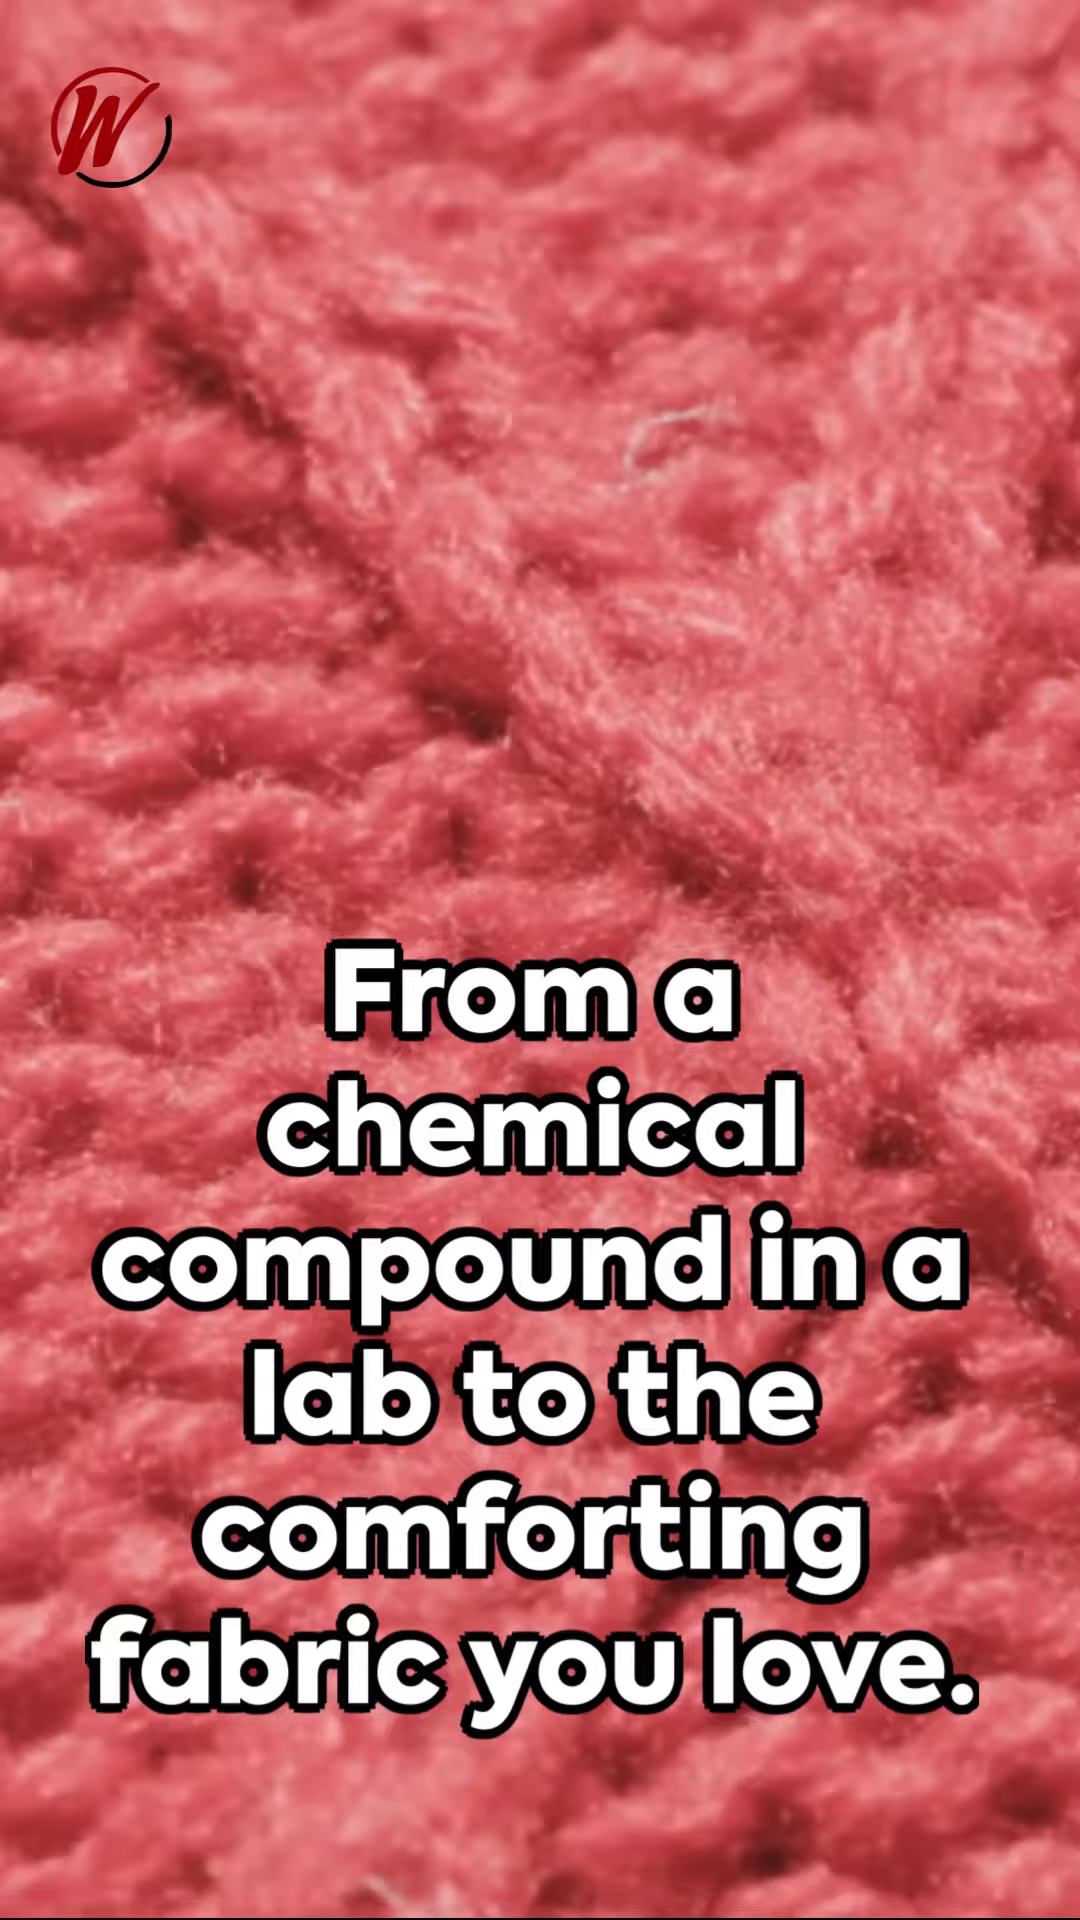 W
From a
chemical
compound in a
lab to the
comforting
fabric you love.